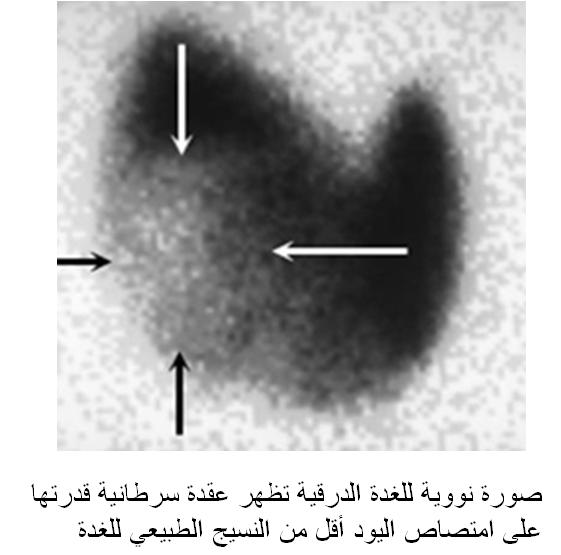 صورة نووية للغدة الدرقية تظهر عقدة سرطانية قدرتها
على امتصاص اليود أقل من النسيج الطبيعي للغدة